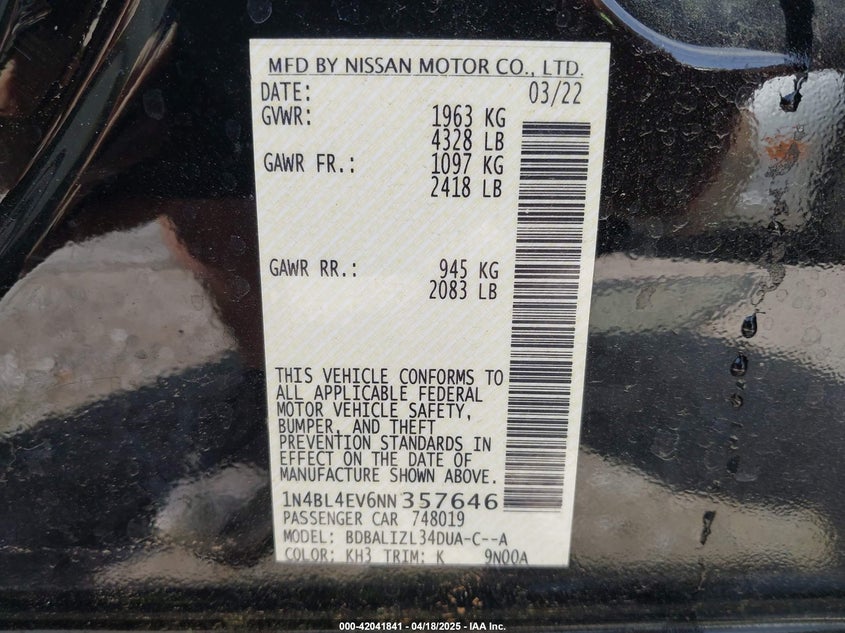 MFD BY NISSAN MOTOR CO., LTD.
DATE: 03/22
GVWR: 1963 KG
4328 LB
GAWR FR.: 1097 KG
2418 LB
GAWR RR.: 945 KG
2083 LB
THIS VEHICLE CONFORMS TO
ALL APPLICABLE FEDERAL
MOTOR VEHICLE SAFETY,
BUMPER, AND THEFT
PREVENTION STANDARDS IN
EFFECT ON THE DATE OF
MANUFACTURE SHOWN ABOVE.
1N4BL4EV6NN357646
PASSENGER CAR 748019
MODEL: BDBALIZL34DUA-C--A
COLOR: KH3 TRIM: K 9N00A
000-42041841 - 04/18/2025 - IAA Inc.